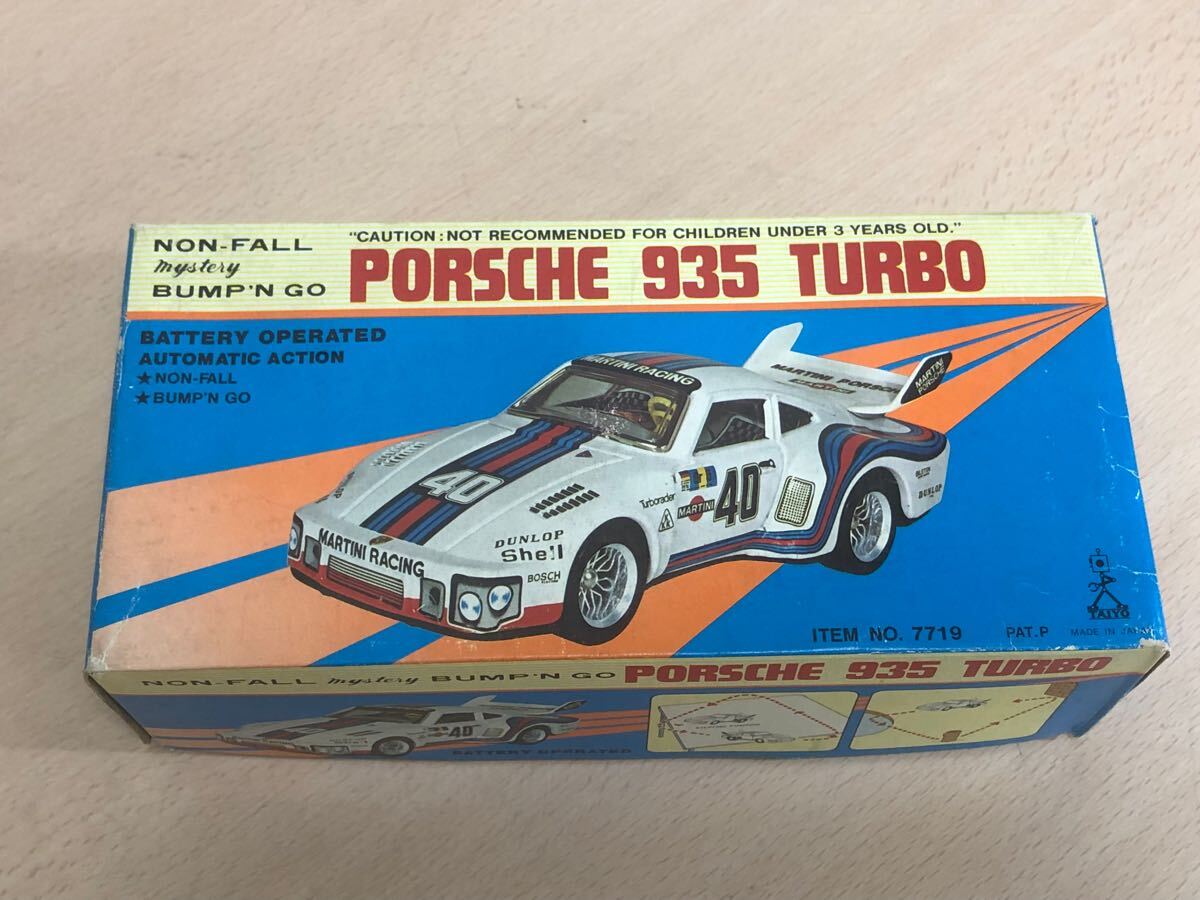 NON-FALL
mystery
BUMP'N GO
"CAUTION : NOT RECOMMENDED FOR CHILDREN UNDER 3 YEARS OLD."
PORSCHE 935 TURBO
BATTERY OPERATED
AUTOMATIC ACTION
★ NON-FALL
★ BUMP'N GO
MARTINI RACING
MARTINI PORSCHE
MARTINI
PORSCHE
40
Turborader
MARTINI
40
DUNLOP
DUNLOP
Shell
BOSCH
MARTINI RACING
TAIYO
ITEM NO. 7719 PAT.P MADE IN JAPAN
NON-FALL mystery BUMP'N GO PORSCHE 935 TURBO
40
BATTERY OPERATED